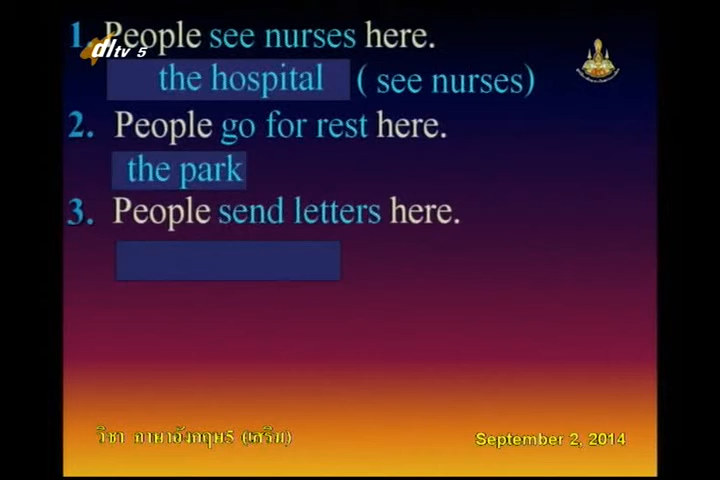 1. People see nurses here.
dltv 5
the hospital ( see nurses)
2. People go for rest here.
the park
3. People send letters here.
วิชา ภาษาอังกฤษ5 (เสริม)
September 2, 2014